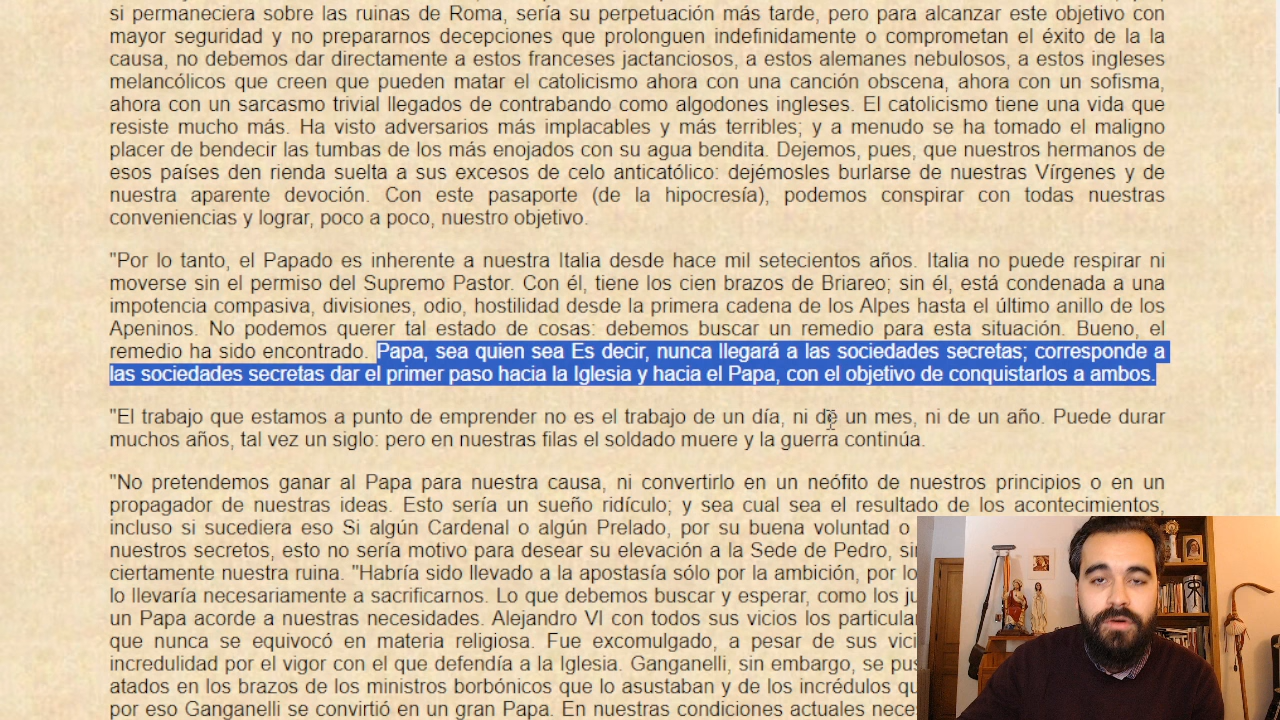 si permaneciera sobre las ruinas de Roma, sería su perpetuación más tarde, pero para alcanzar este objetivo con
mayor seguridad y no prepararnos decepciones que prolonguen indefinidamente o comprometan el éxito de la la
causa, no debemos dar directamente a estos franceses jactanciosos, a estos alemanes nebulosos, a estos ingleses
melancólicos que creen que pueden matar el catolicismo ahora con una canción obscena, ahora con un sofisma,
ahora con un sarcasmo trivial llegados de contrabando como algodones ingleses. El catolicismo tiene una vida que
resiste mucho más. Ha visto adversarios más implacables y más terribles; y a menudo se ha tomado el maligno
placer de bendecir las tumbas de los más enojados con su agua bendita. Dejemos, pues, que nuestros hermanos de
esos países den rienda suelta a sus excesos de celo anticatólico: dejémosles burlarse de nuestras Vírgenes y de
nuestra aparente devoción. Con este pasaporte (de la hipocresía), podemos conspirar con todas nuestras
conveniencias y lograr, poco a poco, nuestro objetivo.
"Por lo tanto, el Papado es inherente a nuestra Italia desde hace mil setecientos años. Italia no puede respirar ni
moverse sin el permiso del Supremo Pastor. Con él, tiene los cien brazos de Briareo; sin él, está condenada a una
impotencia compasiva, divisiones, odio, hostilidad desde la primera cadena de los Alpes hasta el último anillo de los
Apeninos. No podemos querer tal estado de cosas: debemos buscar un remedio para esta situación. Bueno, el
remedio ha sido encontrado. Papa, sea quien sea Es decir, nunca llegará a las sociedades secretas; corresponde a
las sociedades secretas dar el primer paso hacia la Iglesia y hacia el Papa, con el objetivo de conquistarlos a ambos.
"El trabajo que estamos a punto de emprender no es el trabajo de un día, ni de un mes, ni de un año. Puede durar
muchos años, tal vez un siglo: pero en nuestras filas el soldado muere y la guerra continúa.
"No pretendemos ganar al Papa para nuestra causa, ni convertirlo en un neófito de nuestros principios o en un
propagador de nuestras ideas. Esto sería un sueño ridículo; y sea cual sea el resultado de los acontecimientos,
incluso si sucediera eso Si algún Cardenal o algún Prelado, por su buena voluntad o
nuestros secretos, esto no sería motivo para desear su elevación a la Sede de Pedro,
ciertamente nuestra ruina. "Habría sido llevado a la apostasía sólo por la ambición, por
lo llevaría necesariamente a sacrificarnos. Lo que debemos buscar y esperar, como los
un Papa acorde a nuestras necesidades. Alejandro VI con todos sus vicios los
que nunca se equivocó en materia religiosa. Fue excomulgado, a pesar de sus
incredulidad por el vigor con el que defendía a la Iglesia. Ganganelli, sin embargo, se
atados en los brazos de los ministros borbónicos que lo asustaban y de los incrédulos
por eso Ganganelli se convirtió en un gran Papa. En nuestras condiciones actuales